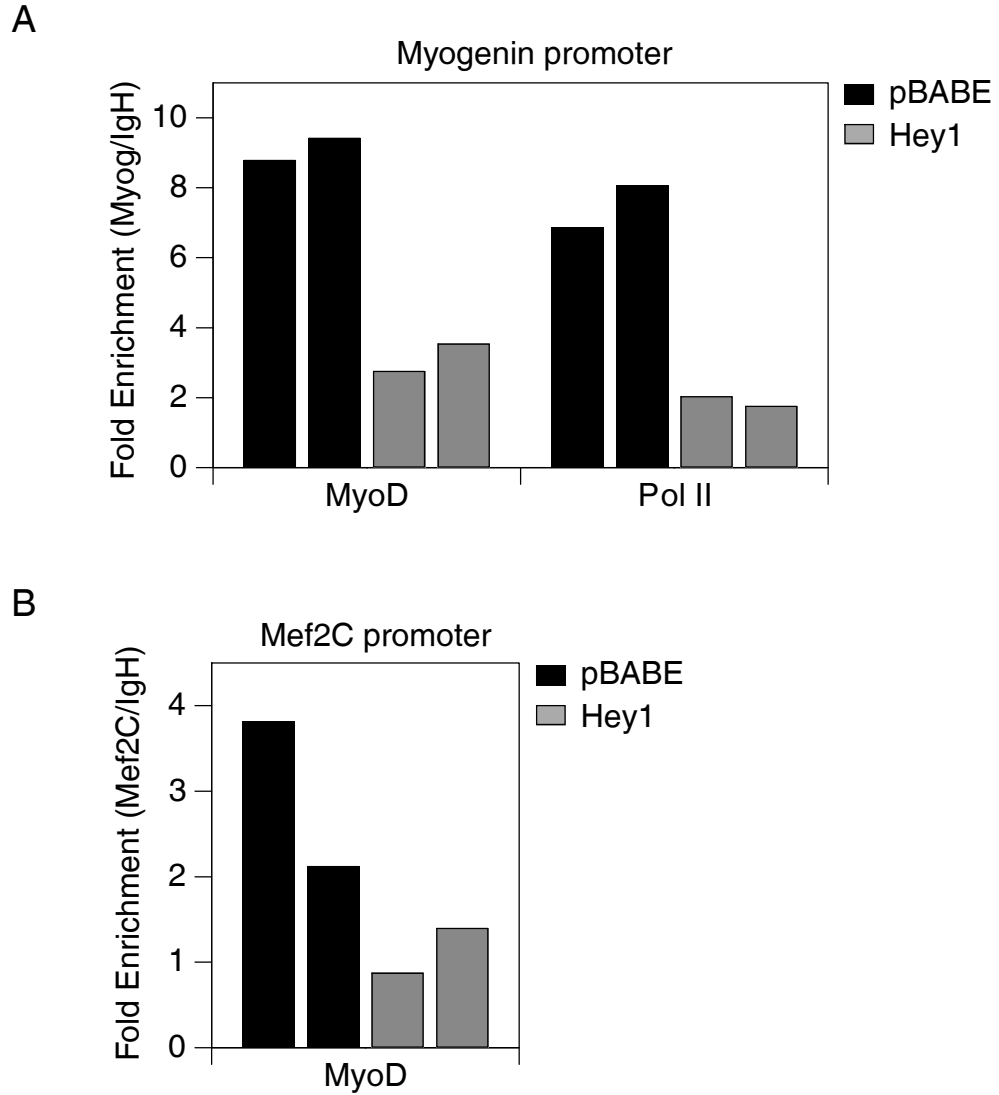 A
Myogenin promoter
pBABE
Hey1
Fold Enrichment (Myog/IgH)
10
8
6
4
2
0
MyoD
Pol II
B
Mef2C promoter
pBABE
Hey1
Fold Enrichment (Mef2C/IgH)
4
3
2
1
0
MyoD